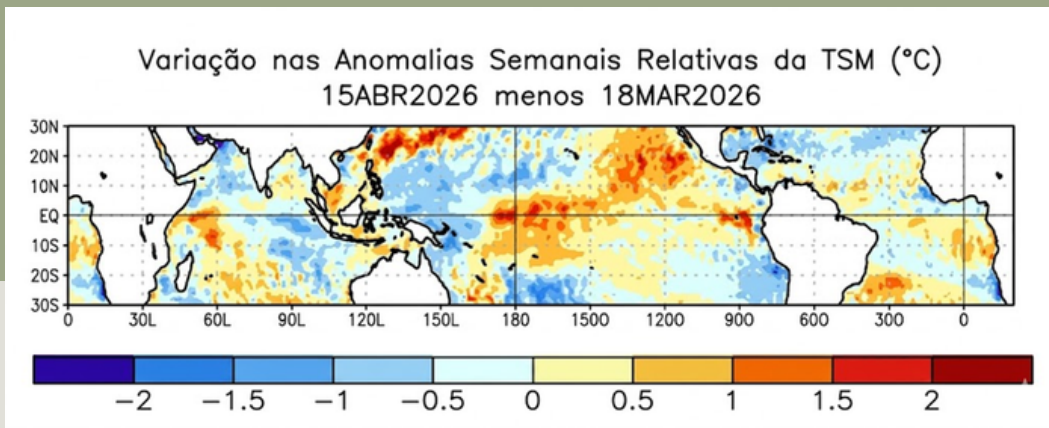 Variação nas Anomalias Semanais Relativas da TSM (°C)
15ABR2026 menos 18MAR2026
30N
20N
10N
EQ
10S
20S
30S
0 30L 60L 90L 120L 150L 180 1500 1200 900 600 300 0
−2 −1.5 −1 −0.5 0 0.5 1 1.5 2